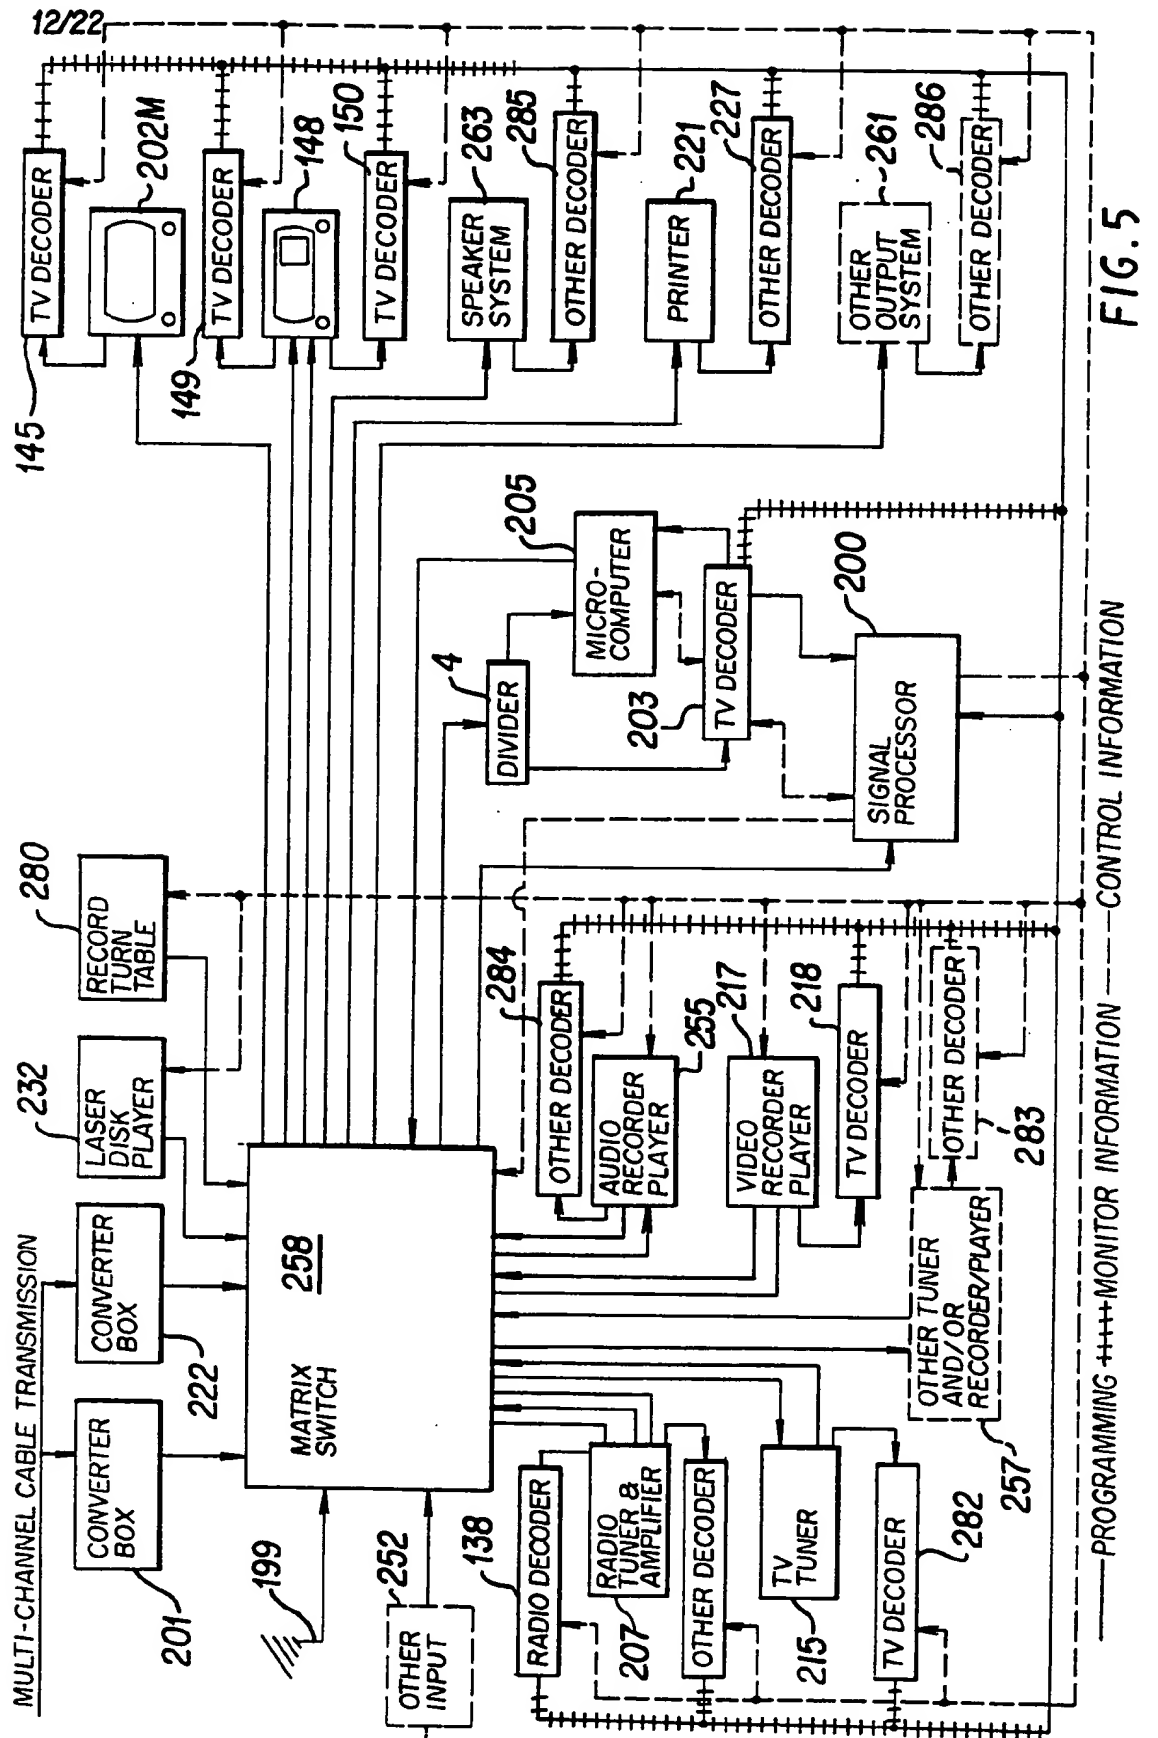 12/22
MULTI-CHANNEL CABLE TRANSMISSION
201
CONVERTER
BOX
222
CONVERTER
BOX
232
LASER
DISK
PLAYER
280
RECORD
TURN
TABLE
199
252
OTHER
INPUT
MATRIX
SWITCH
258
145
TV DECODER
202M
149
TV DECODER
148
150
TV DECODER
263
SPEAKER
SYSTEM
285
OTHER DECODER
221
PRINTER
227
OTHER DECODER
261
OTHER
OUTPUT
SYSTEM
286
OTHER DECODER
4
DIVIDER
205
MICRO-
COMPUTER
203
TV DECODER
200
SIGNAL
PROCESSOR
138
RADIO DECODER
207
RADIO
TUNER &
AMPLIFIER
OTHER DECODER
215
TV
TUNER
282
TV DECODER
284
OTHER DECODER
255
AUDIO
RECORDER
PLAYER
217
VIDEO
RECORDER
PLAYER
218
TV DECODER
283
OTHER DECODER
257
OTHER TUNER
AND/OR
RECORDER/PLAYER
PROGRAMMING MONITOR INFORMATION CONTROL INFORMATION
FIG. 5